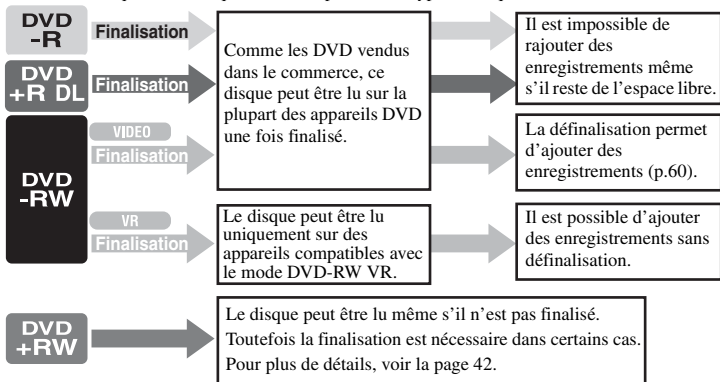 DVD
-R
Finalisation
DVD
+R DL
Finalisation
Comme les DVD vendus
dans le commerce, ce
disque peut être lu sur la
plupart des appareils DVD
une fois finalisé.
Il est impossible de
rajouter des
enregistrements même
s'il reste de l'espace libre.
DVD
-RW
VIDEO
Finalisation
La définalisation permet
d'ajouter des
enregistrements (p.60).
VR
Finalisation
Le disque peut être lu
uniquement sur des
appareils compatibles avec
le mode DVD-RW VR.
Il est possible d'ajouter
des enregistrements sans
définalisation.
DVD
+RW
Le disque peut être lu même s'il n'est pas finalisé.
Toutefois la finalisation est nécessaire dans certains cas.
Pour plus de détails, voir la page 42.